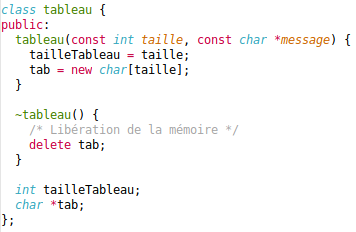 class tableau {
public:
  tableau(const int taille, const char *message) {
    tailleTableau = taille;
    tab = new char[taille];
  }

  ~tableau() {
    /* Libération de la mémoire */
    delete tab;
  }

  int tailleTableau;
  char *tab;
};